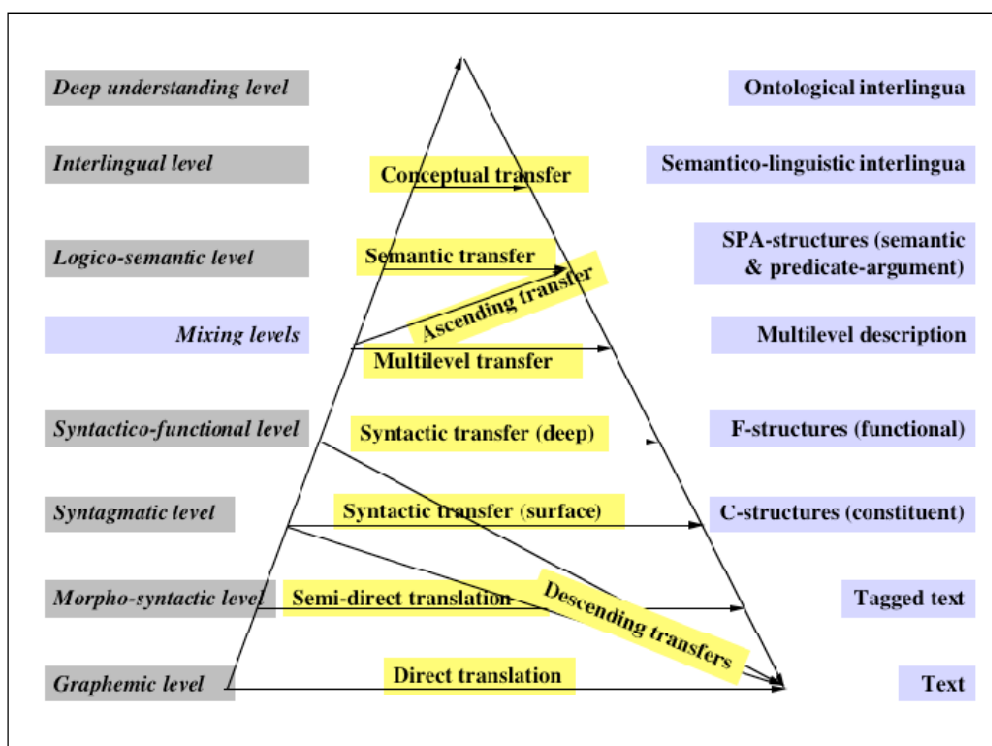 Deep understanding level
Ontological interlingua
Interlingual level
Conceptual transfer
Semantico-linguistic interlingua
Logico-semantic level
Semantic transfer
SPA-structures (semantic
& predicate-argument)
Ascending transfer
Mixing levels
Multilevel transfer
Multilevel description
Syntactico-functional level
Syntactic transfer (deep)
F-structures (functional)
Syntagmatic level
Syntactic transfer (surface)
C-structures (constituent)
Morpho-syntactic level
Semi-direct translation
Descending transfers
Tagged text
Graphemic level
Direct translation
Text